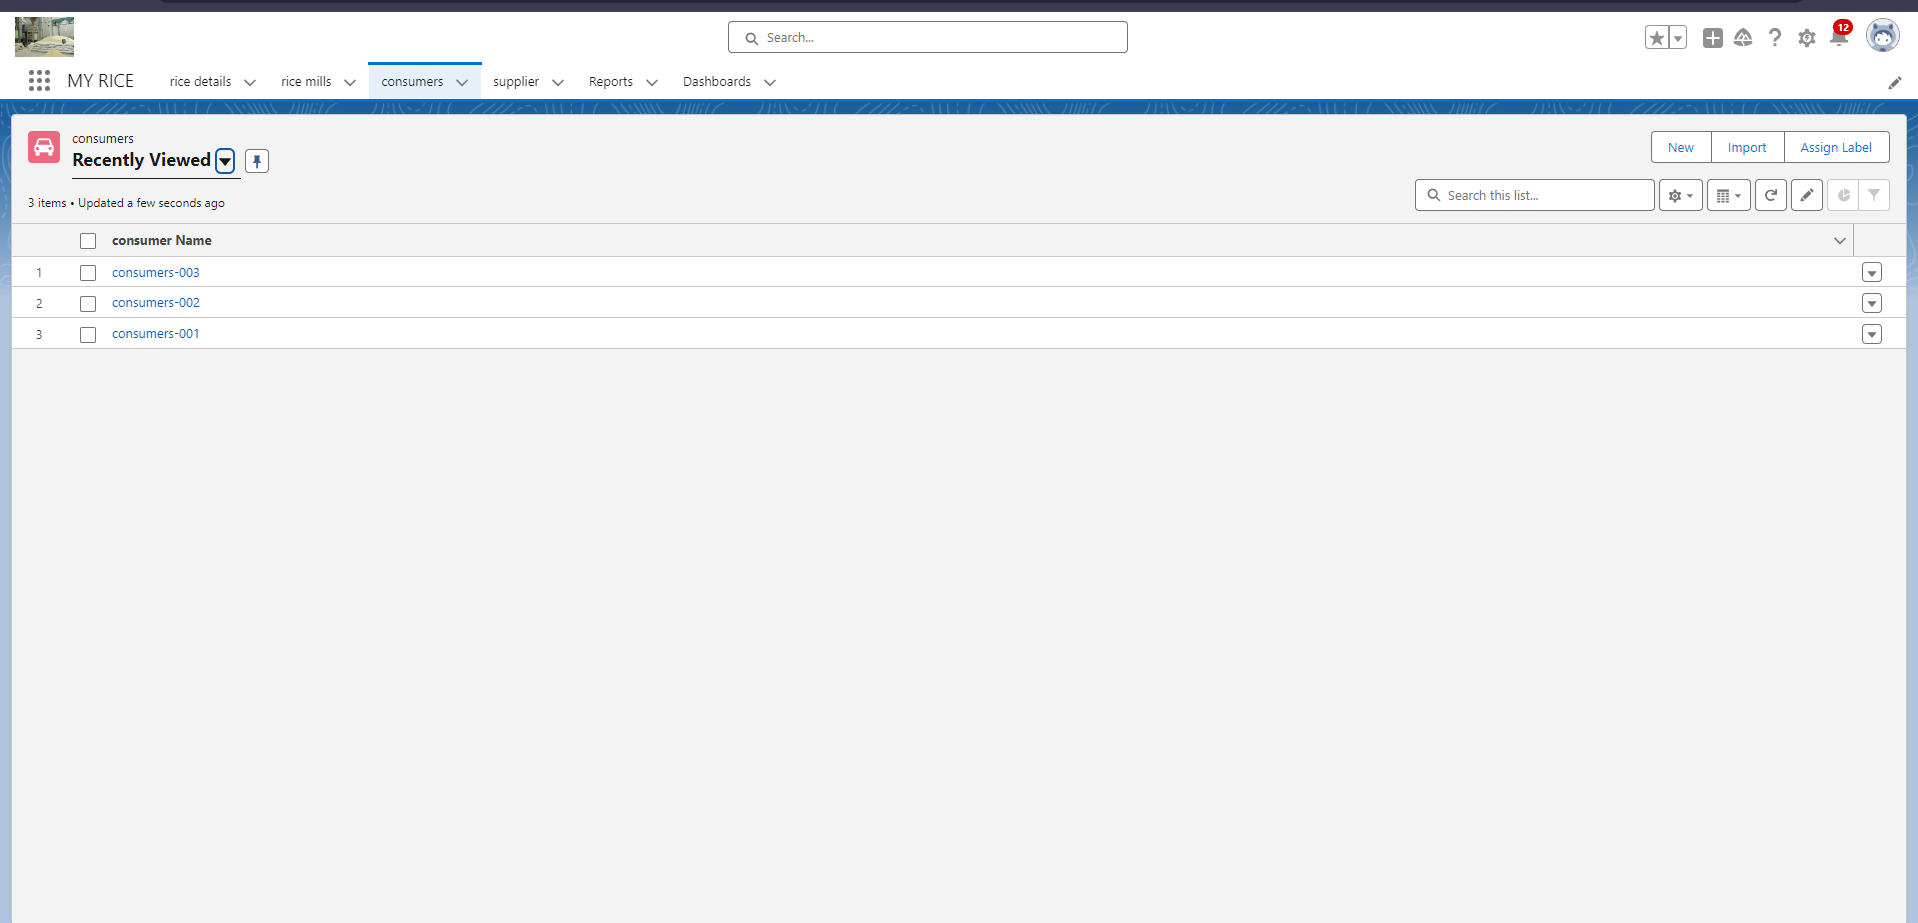 Search...
12
MY RICE
rice details
rice mills
consumers
supplier
Reports
Dashboards
consumers
Recently Viewed
New
Import
Assign Label
3 items • Updated a few seconds ago
Search this list...
consumer Name
1
consumers-003
2
consumers-002
3
consumers-001